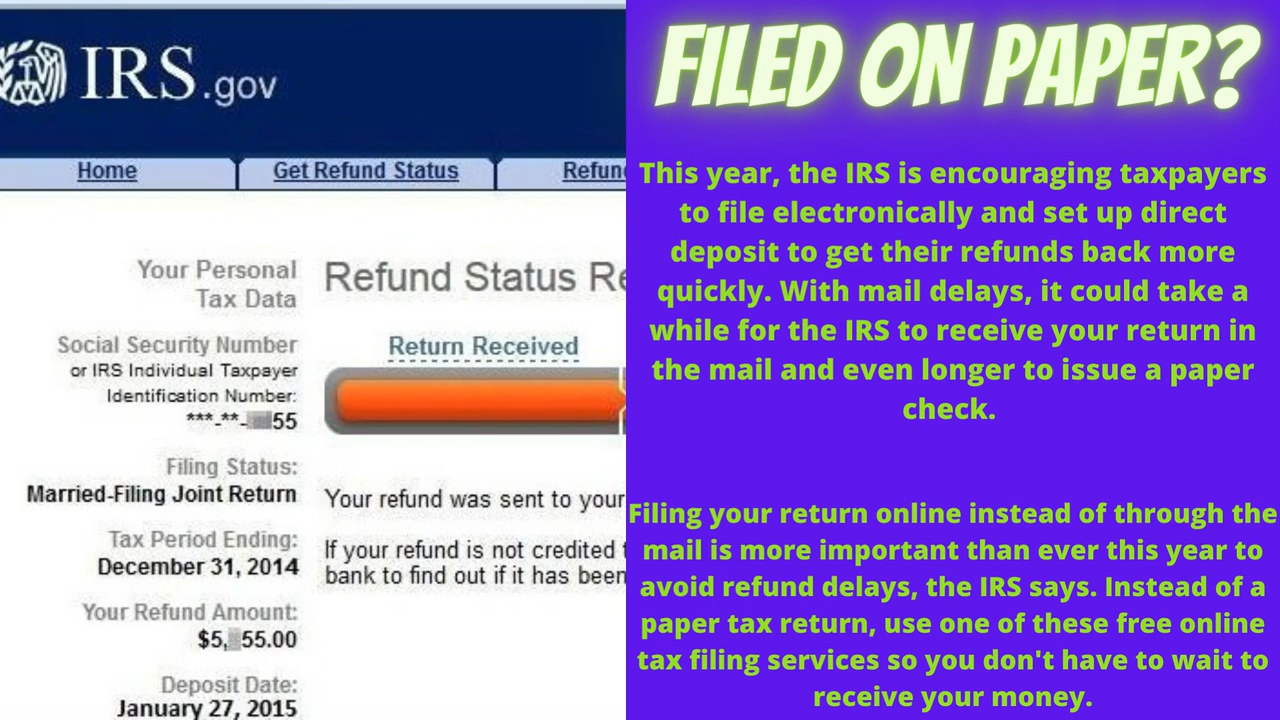 IRS.gov
Home
Get Refund Status
Your Personal
Tax Data
Social Security Number
or IRS Individual Taxpayer
Identification Number:
***-**-55
Filing Status:
Married-Filing Joint Return
Tax Period Ending:
December 31, 2014
Your Refund Amount:
$5, 55.00
Deposit Date:
January 27, 2015
Refund Status
Return Received
Your refund was sent to your
If your refund is not credited
bank to find out if it has been
FILED ON PAPER?
This year, the IRS is encouraging taxpayers
to file electronically and set up direct
deposit to get their refunds back more
quickly. With mail delays, it could take a
while for the IRS to receive your return in
the mail and even longer to issue a paper
check.
Filing your return online instead of through the
mail is more important than ever this year to
avoid refund delays, the IRS says. Instead of a
paper tax return, use one of these free online
tax filing services so you don't have to wait to
receive your money.